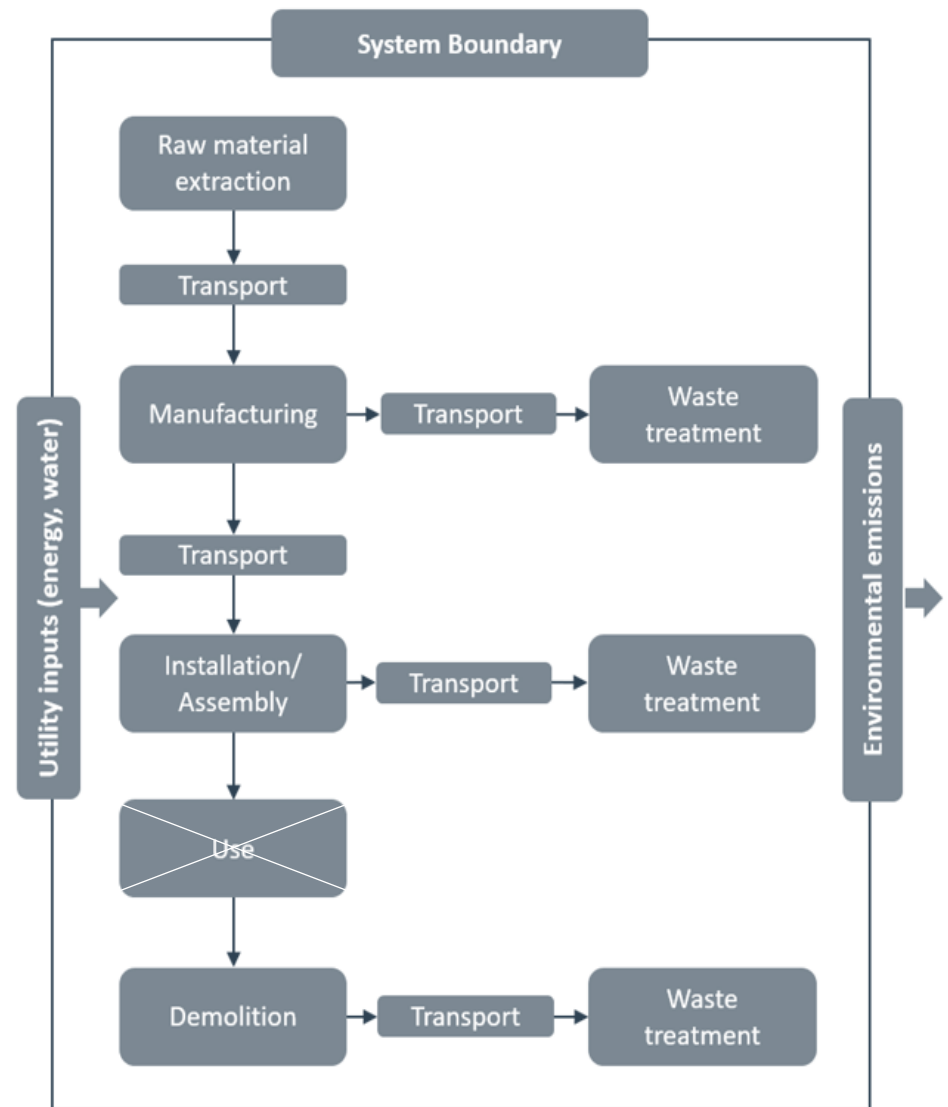 System Boundary
Raw material
extraction
Transport
Manufacturing
Transport
Waste
treatment
Transport
Installation/
Assembly
Transport
Waste
treatment
Use
Demolition
Transport
Waste
treatment
Utility inputs (energy, water)
Environmental emissions